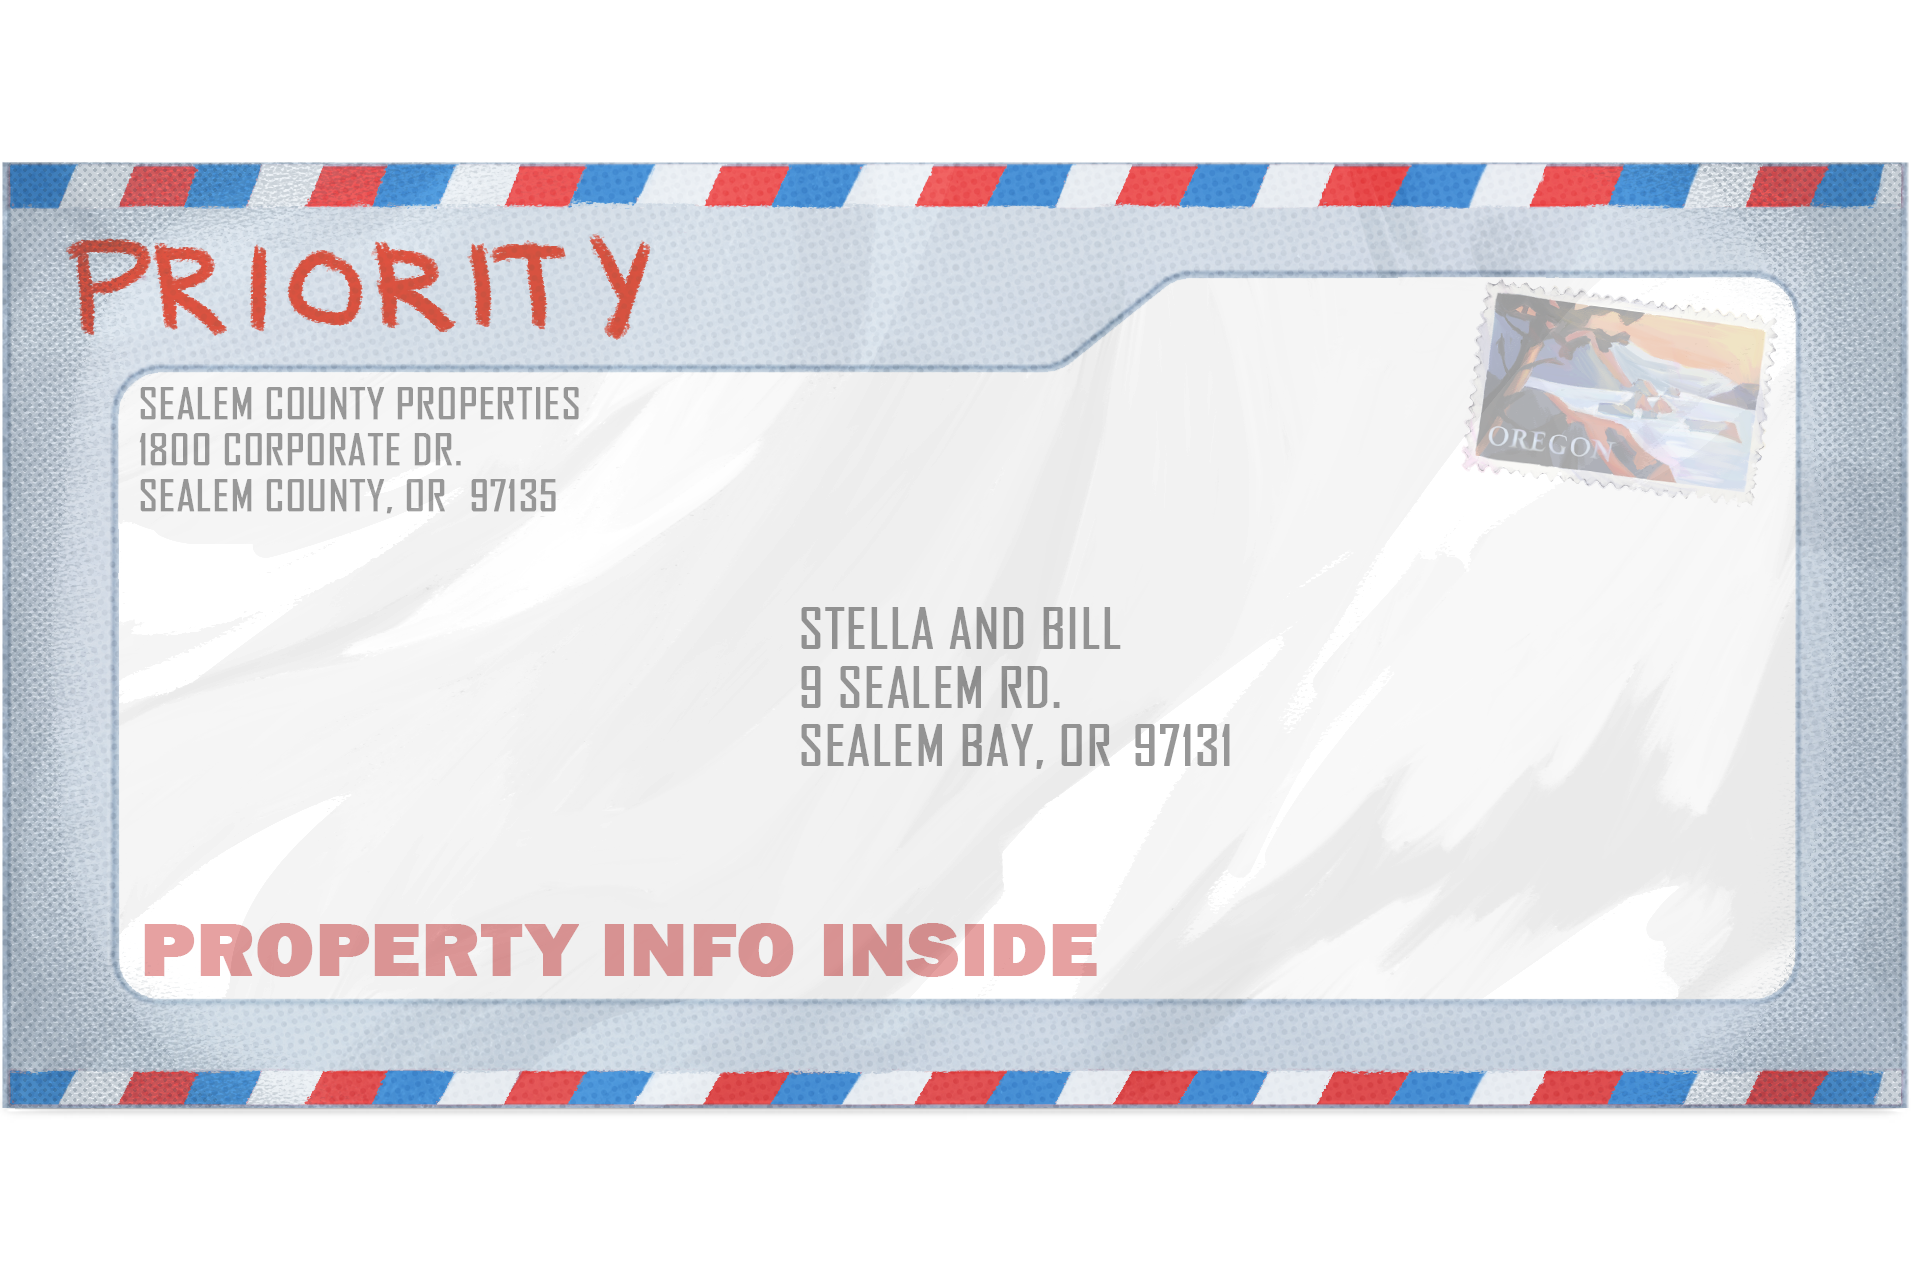 PRIORITY
SEALEM COUNTY PROPERTIES
1800 CORPORATE DR.
SEALEM COUNTY, OR 97135
OREGON
STELLA AND BILL
9 SEALEM RD.
SEALEM BAY, OR 97131
PROPERTY INFO INSIDE